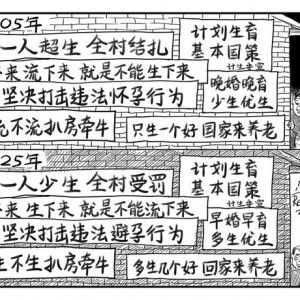 05年
一人超生 全村结扎
来 流下来 就是不能生下来
坚决打击违法怀孕行为
流不流扒房牵牛
计划生育
基本国策
计生委宣
晚婚晚育
少生优生
只生一个好 国家来养老
25年
一人少生 全村受罚
来 生下来 就是不能流下来
坚决打击违法避孕行为
生不生扒房牵牛
计划生育
基本国策
计生委宣
早婚早育
多生优生
多生几个好 回家来养老